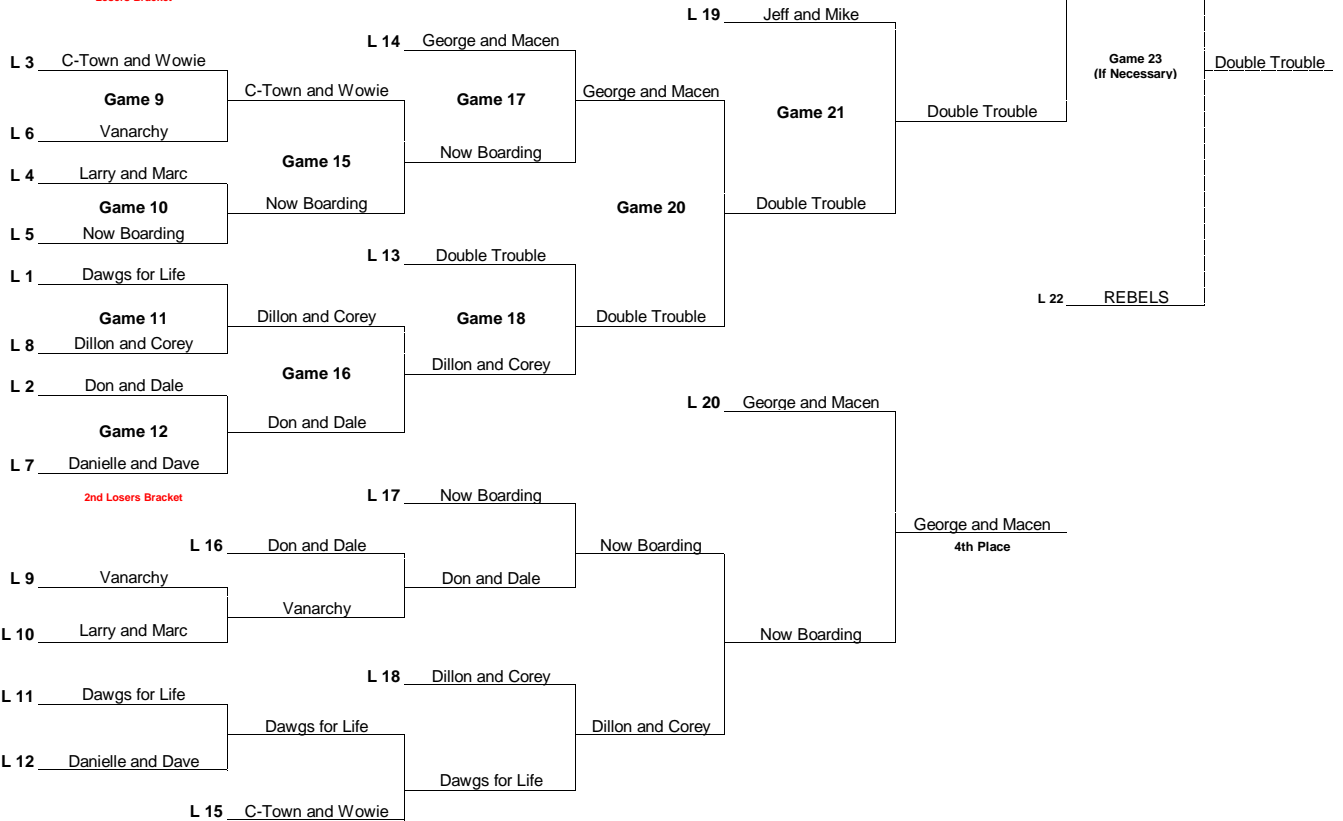 Losers Bracket
L 19 Jeff and Mike
L 14 George and Macen
L 3 C-Town and Wowie
Game 23
(If Necessary)
Double Trouble
Game 9
C-Town and Wowie
Game 17
George and Macen
Game 21
Double Trouble
L 6 Vanarchy
Game 15
Now Boarding
L 4 Larry and Marc
Game 10
Now Boarding
Game 20
Double Trouble
L 5 Now Boarding
L 13 Double Trouble
L 1 Dawgs for Life
L 22 REBELS
Game 11
Dillon and Corey
Game 18
Double Trouble
L 8 Dillon and Corey
Game 16
Dillon and Corey
L 2 Don and Dale
L 20 George and Macen
Game 12
Don and Dale
L 7 Danielle and Dave
2nd Losers Bracket
L 17 Now Boarding
George and Macen
4th Place
L 16 Don and Dale
Now Boarding
L 9 Vanarchy
Don and Dale
Vanarchy
L 10 Larry and Marc
Now Boarding
L 18 Dillon and Corey
L 11 Dawgs for Life
Dawgs for Life
Dillon and Corey
L 12 Danielle and Dave
Dawgs for Life
L 15 C-Town and Wowie